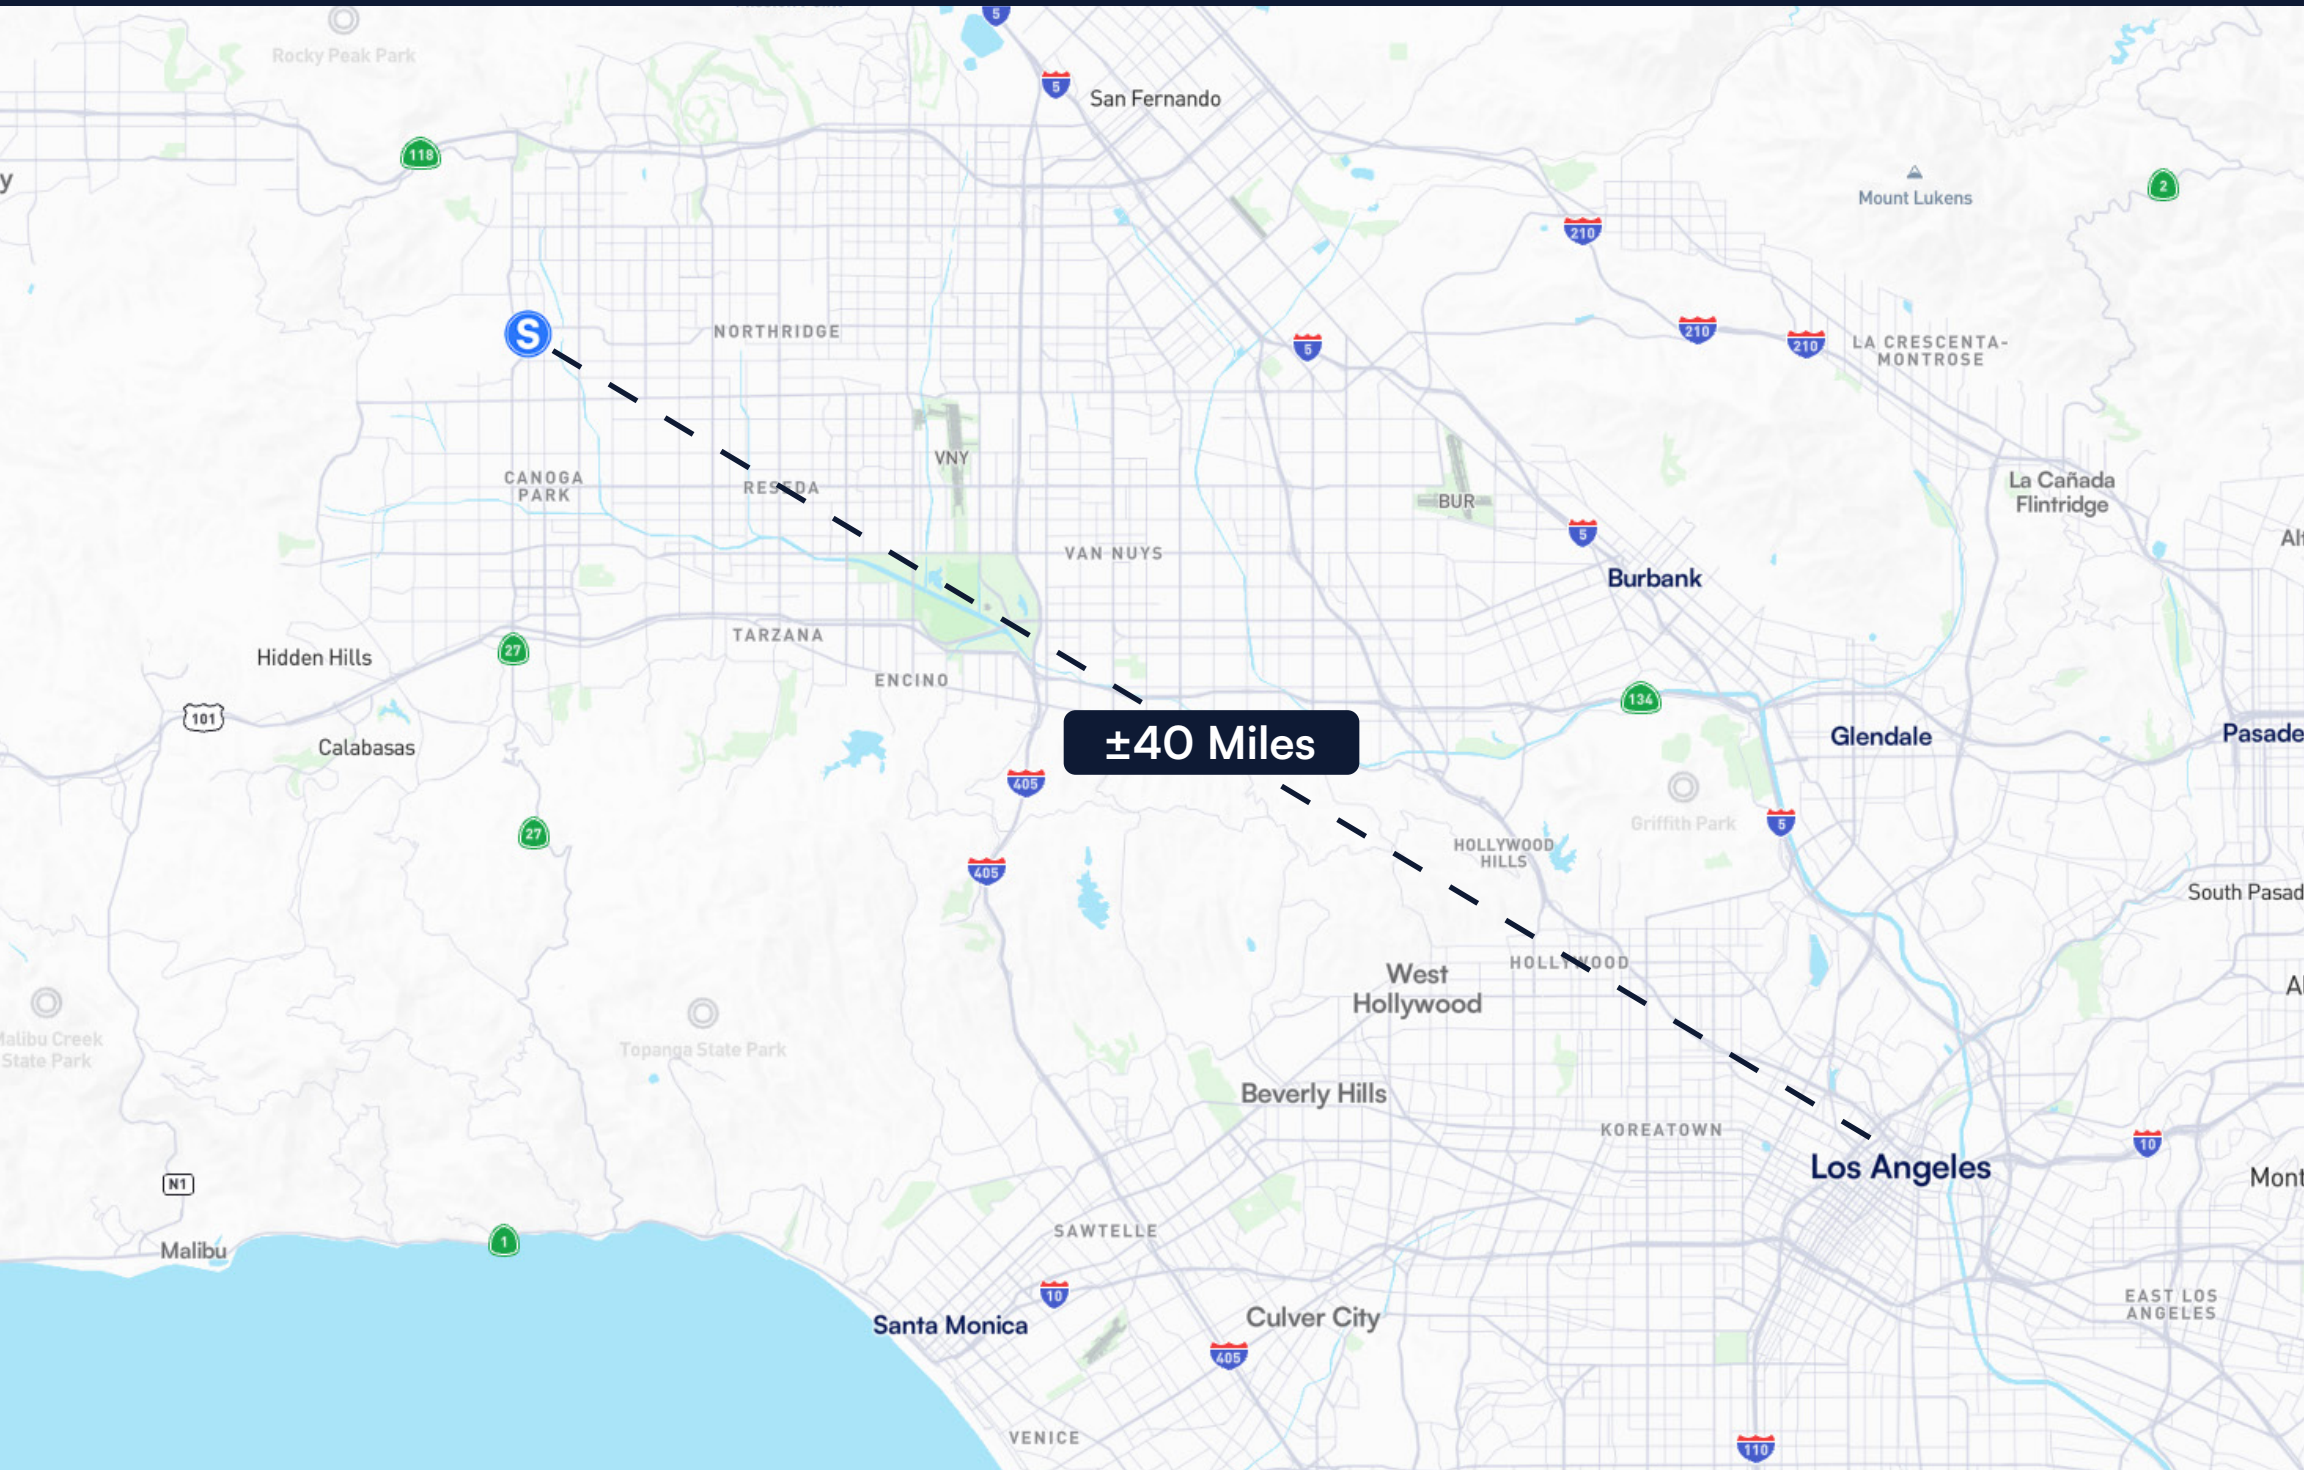 5
Rocky Peak Park
5
San Fernando
118
y
2
Mount Lukens
210
S
NORTHRIDGE
5
210
210
LA CRESCENTA-
MONTROSE
VNY
CANOGA
PARK
RESEDA
BUR
La Cañada
Flintridge
5
Alt
VAN NUYS
Burbank
TARZANA
27
Hidden Hills
ENCINO
134
101
Calabasas
±40 Miles
Glendale
Pasade
405
Griffith Park
5
27
HOLLYWOOD
HILLS
405
South Pasad
HOLLYWOOD
West
Hollywood
Al
Malibu Creek
State Park
Topanga State Park
Beverly Hills
KOREATOWN
10
Los Angeles
Mont
N1
SAWTELLE
1
Malibu
10
EAST LOS
ANGELES
Santa Monica
Culver City
405
VENICE
110